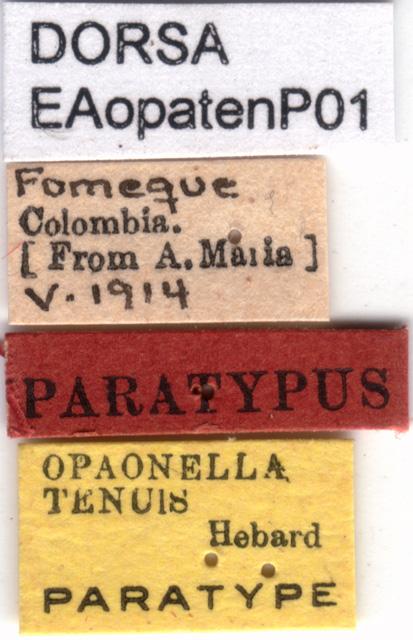 DORSA
EAopatenP01
Fomeque
Colombia.
[ From A. Maria ]
V. 1914
PARATYPUS
OPAONELLA
TENUIS
Hebard
PARATYPE